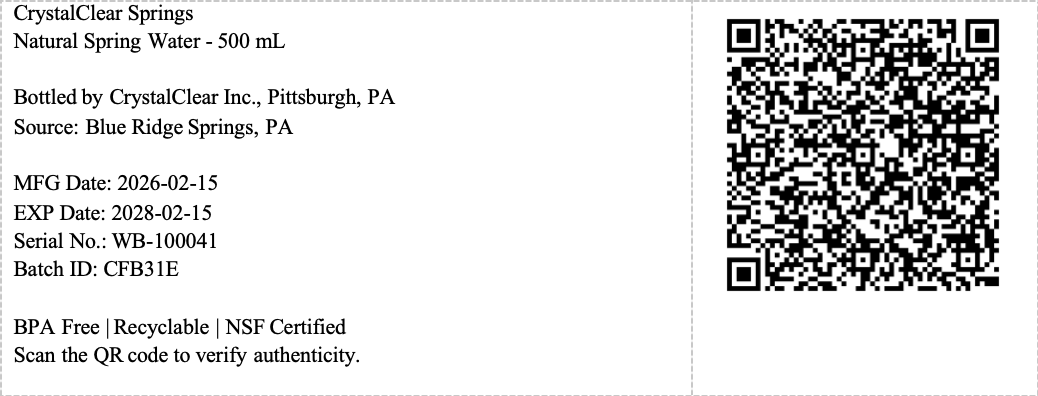 CrystalClear Springs
Natural Spring Water - 500 mL
Bottled by CrystalClear Inc., Pittsburgh, PA
Source: Blue Ridge Springs, PA
MFG Date: 2026-02-15
EXP Date: 2028-02-15
Serial No.: WB-100041
Batch ID: CFB31E
BPA Free | Recyclable | NSF Certified
Scan the QR code to verify authenticity.